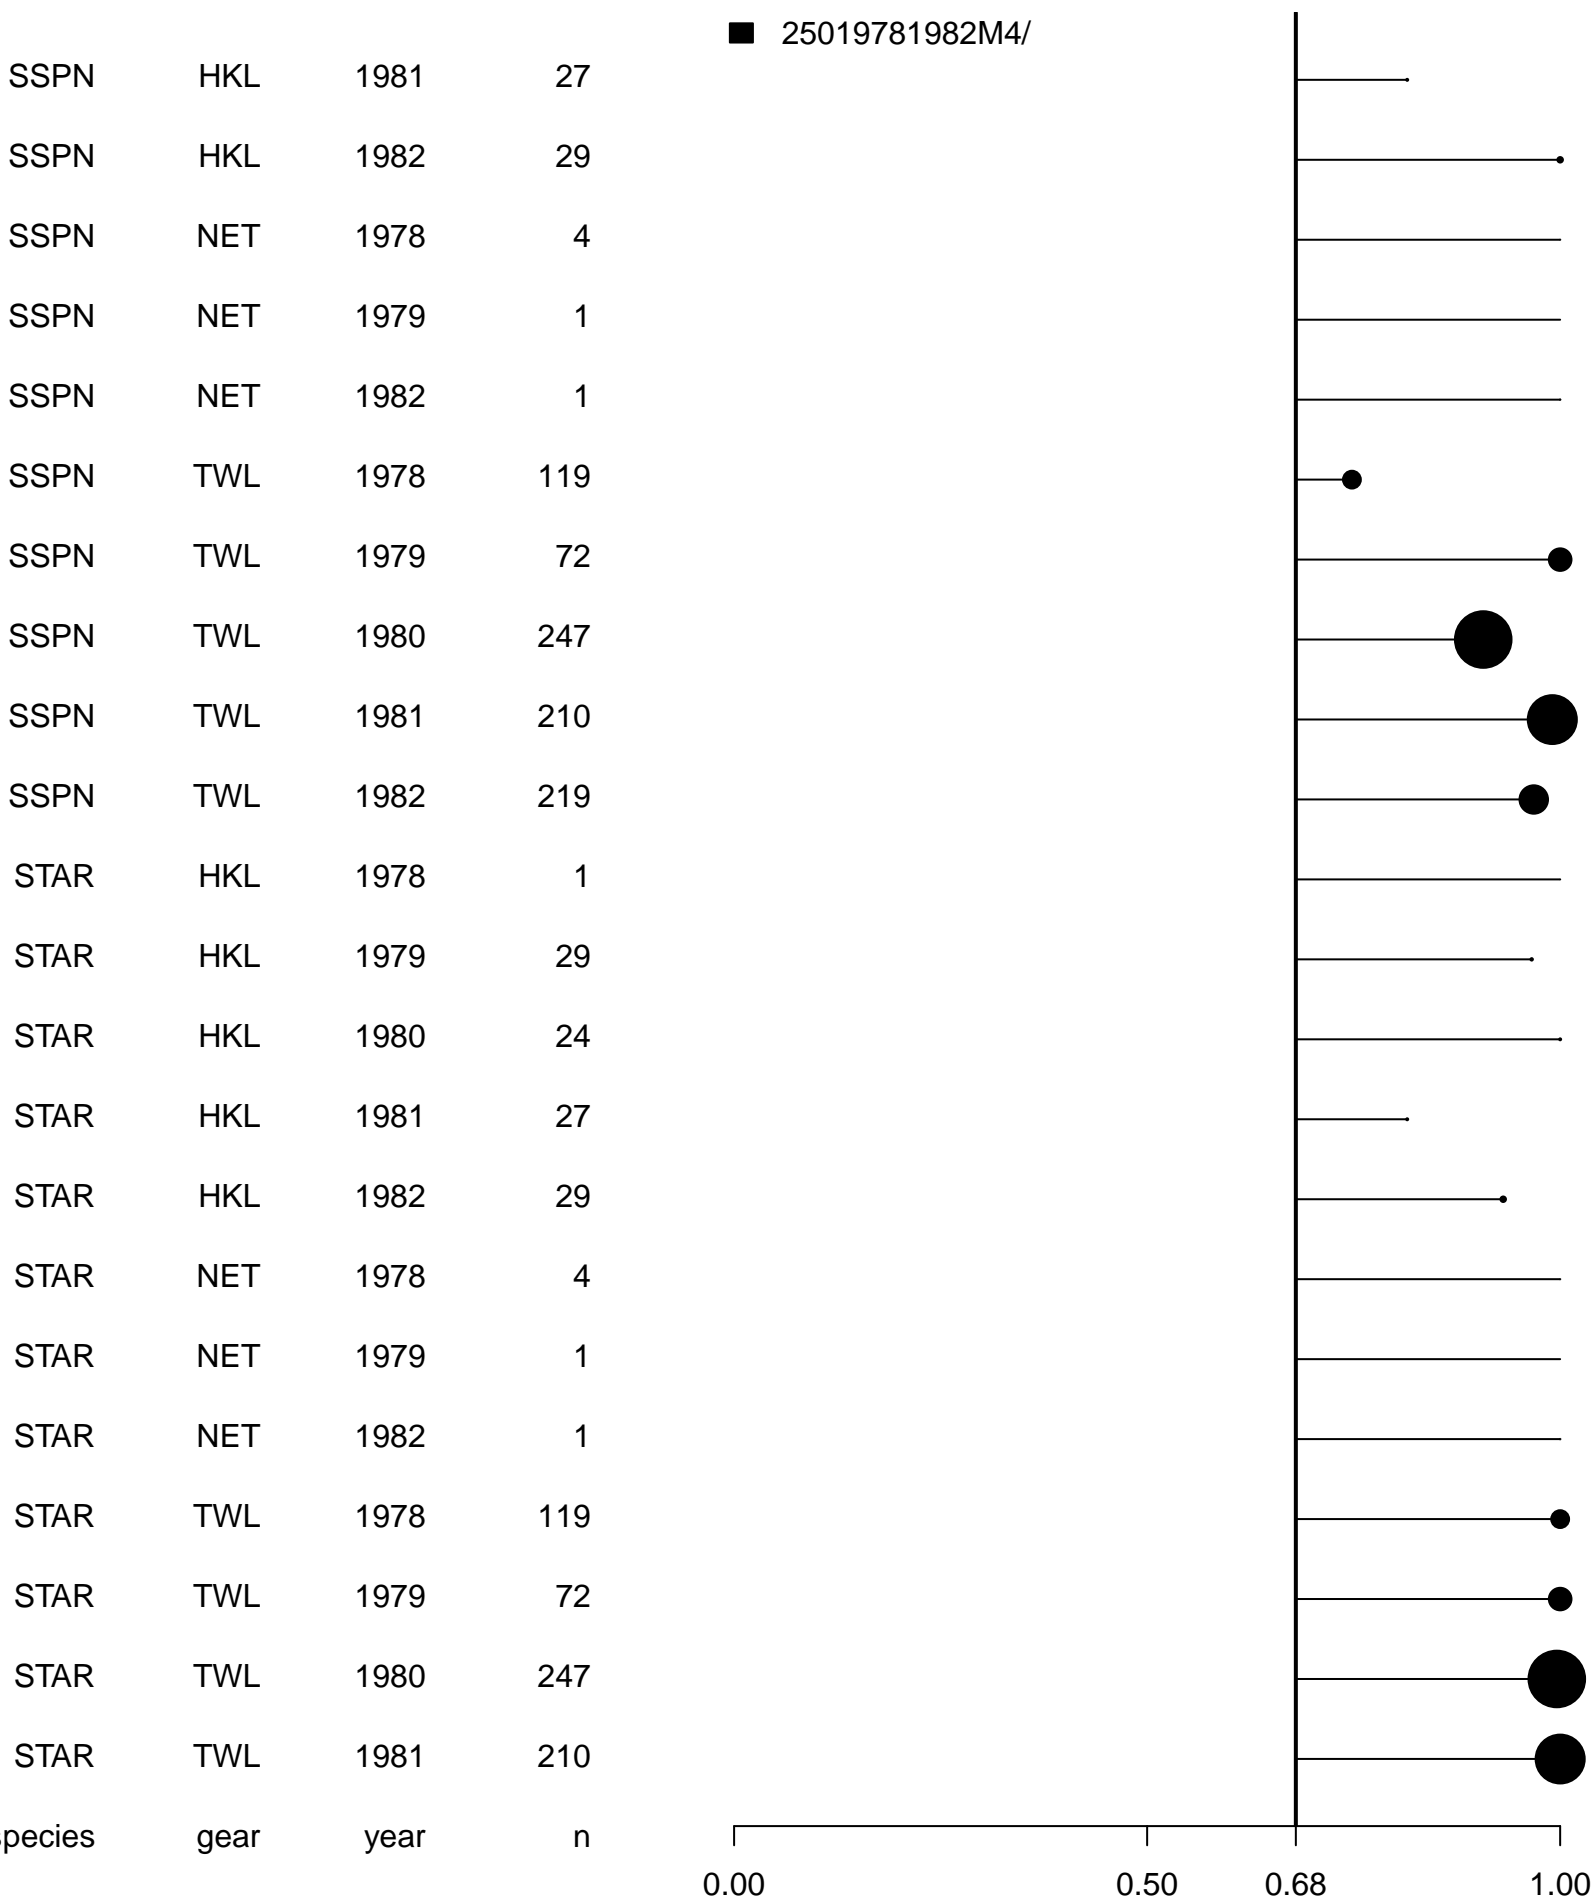 25019781982M4/
SSPN HKL 1981 27
SSPN HKL 1982 29
SSPN NET 1978 4
SSPN NET 1979 1
SSPN NET 1982 1
SSPN TWL 1978 119
SSPN TWL 1979 72
SSPN TWL 1980 247
SSPN TWL 1981 210
SSPN TWL 1982 219
STAR HKL 1978 1
STAR HKL 1979 29
STAR HKL 1980 24
STAR HKL 1981 27
STAR HKL 1982 29
STAR NET 1978 4
STAR NET 1979 1
STAR NET 1982 1
STAR TWL 1978 119
STAR TWL 1979 72
STAR TWL 1980 247
STAR TWL 1981 210
species gear year n
0.00 0.50 0.68 1.00